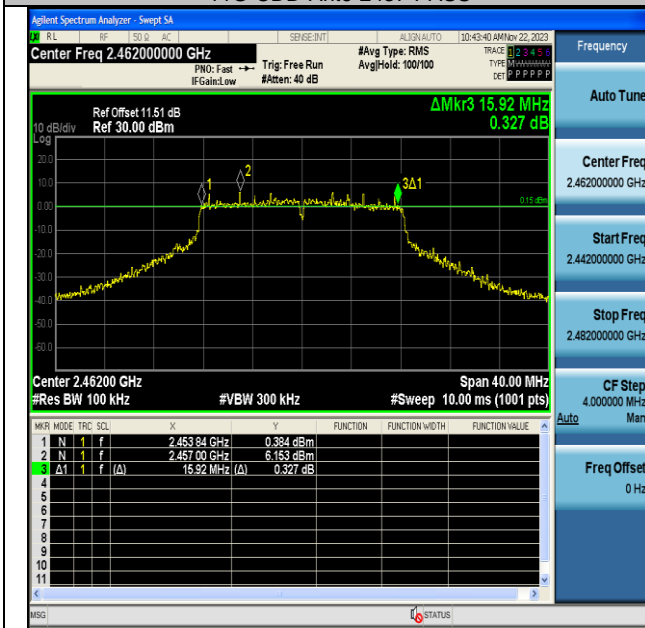 Agilent Spectrum Analyzer - Swept SA
LXI RL RF 50 Ω AC SENSE:INT ALIGN AUTO 10:43:40 AM Nov 22, 2023
Center Freq 2.462000000 GHz
#Avg Type: RMS
TRACE 1 2 3 4 5 6
PNO: Fast Trig: Free Run Avg|Hold: 100/100
TYPE
IFGain:Low #Atten: 40 dB
DET P P P P P P
Ref Offset 11.51 dB
ΔMkr3 15.92 MHz
10 dB/div Ref 30.00 dBm
0.327 dB
Log
20.0
10.0
0.00
-10.0
-20.0
-30.0
-40.0
-50.0
-60.0
1
2
3Δ1
0.15 dBm
Center 2.46200 GHz Span 40.00 MHz
#Res BW 100 kHz #VBW 300 kHz #Sweep 10.00 ms (1001 pts)
MKR MODE TRC SCL X Y FUNCTION FUNCTION WIDTH FUNCTION VALUE
1 N 1 f 2.453 84 GHz 0.384 dBm
2 N 1 f 2.457 00 GHz 6.153 dBm
3 Δ1 1 f (Δ) 15.92 MHz (Δ) 0.327 dB
4
5
6
7
8
9
10
11
MSG STATUS
Frequency
Auto Tune
Center Freq
2.462000000 GHz
Start Freq
2.442000000 GHz
Stop Freq
2.482000000 GHz
CF Step
4.000000 MHz
Auto Man
Freq Offset
0 Hz